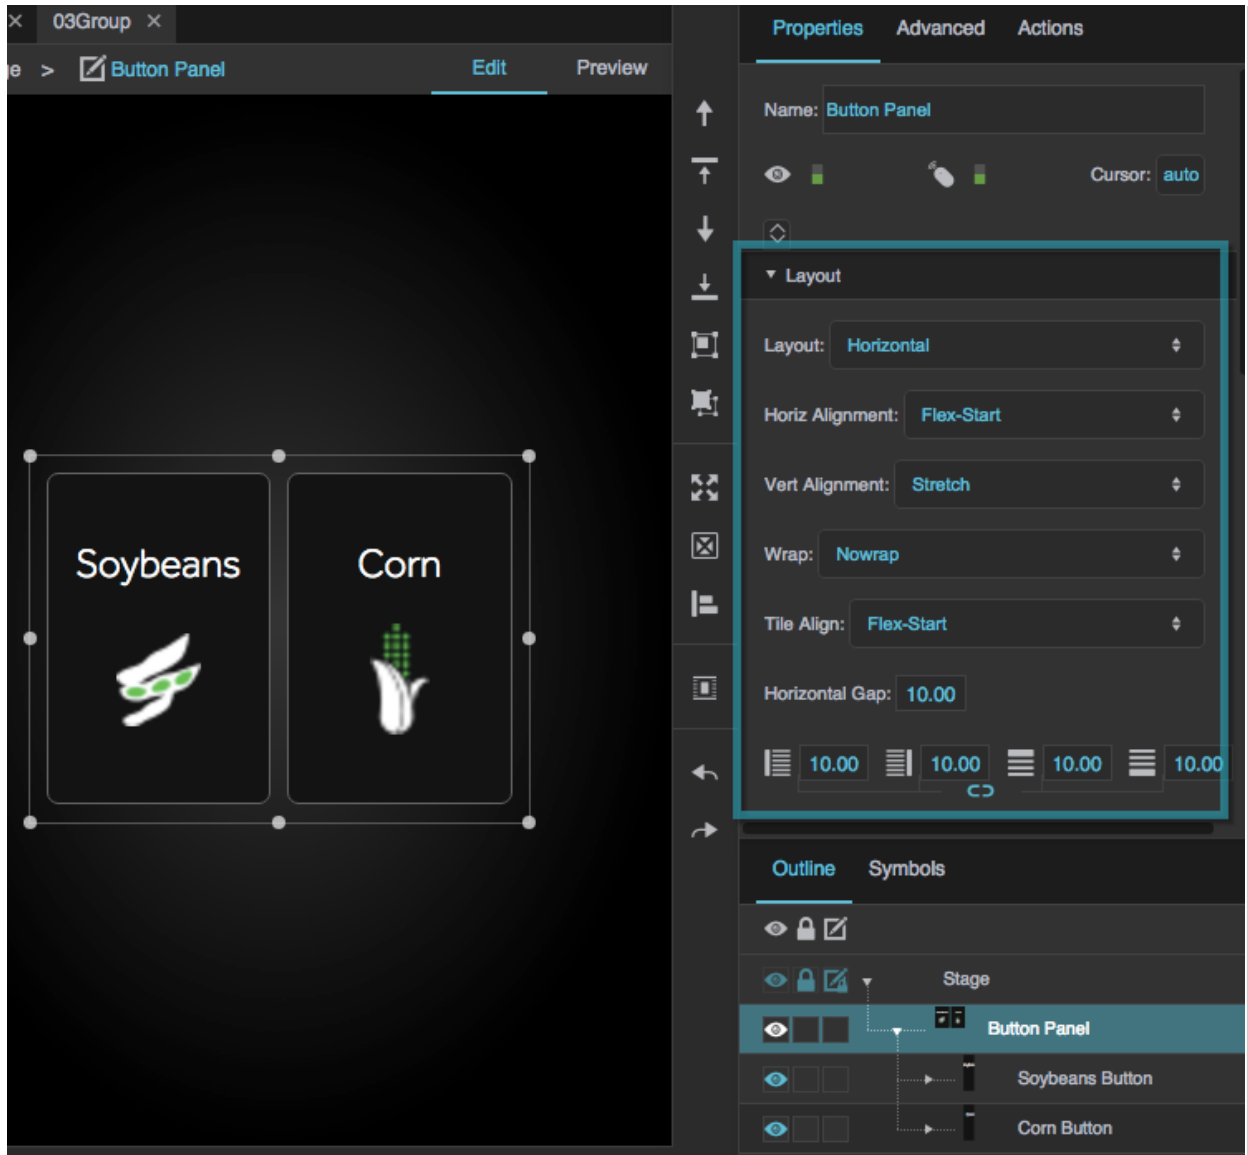 03Group
Properties Advanced Actions
ge > Button Panel Edit Preview
Name: Button Panel
Cursor: auto
Layout
Layout: Horizontal
Horiz Alignment: Flex-Start
Vert Alignment: Stretch
Wrap: Nowrap
Tile Align: Flex-Start
Horizontal Gap: 10.00
10.00 10.00 10.00 10.00
Soybeans Corn
Outline Symbols
Stage
Button Panel
Soybeans Button
Corn Button